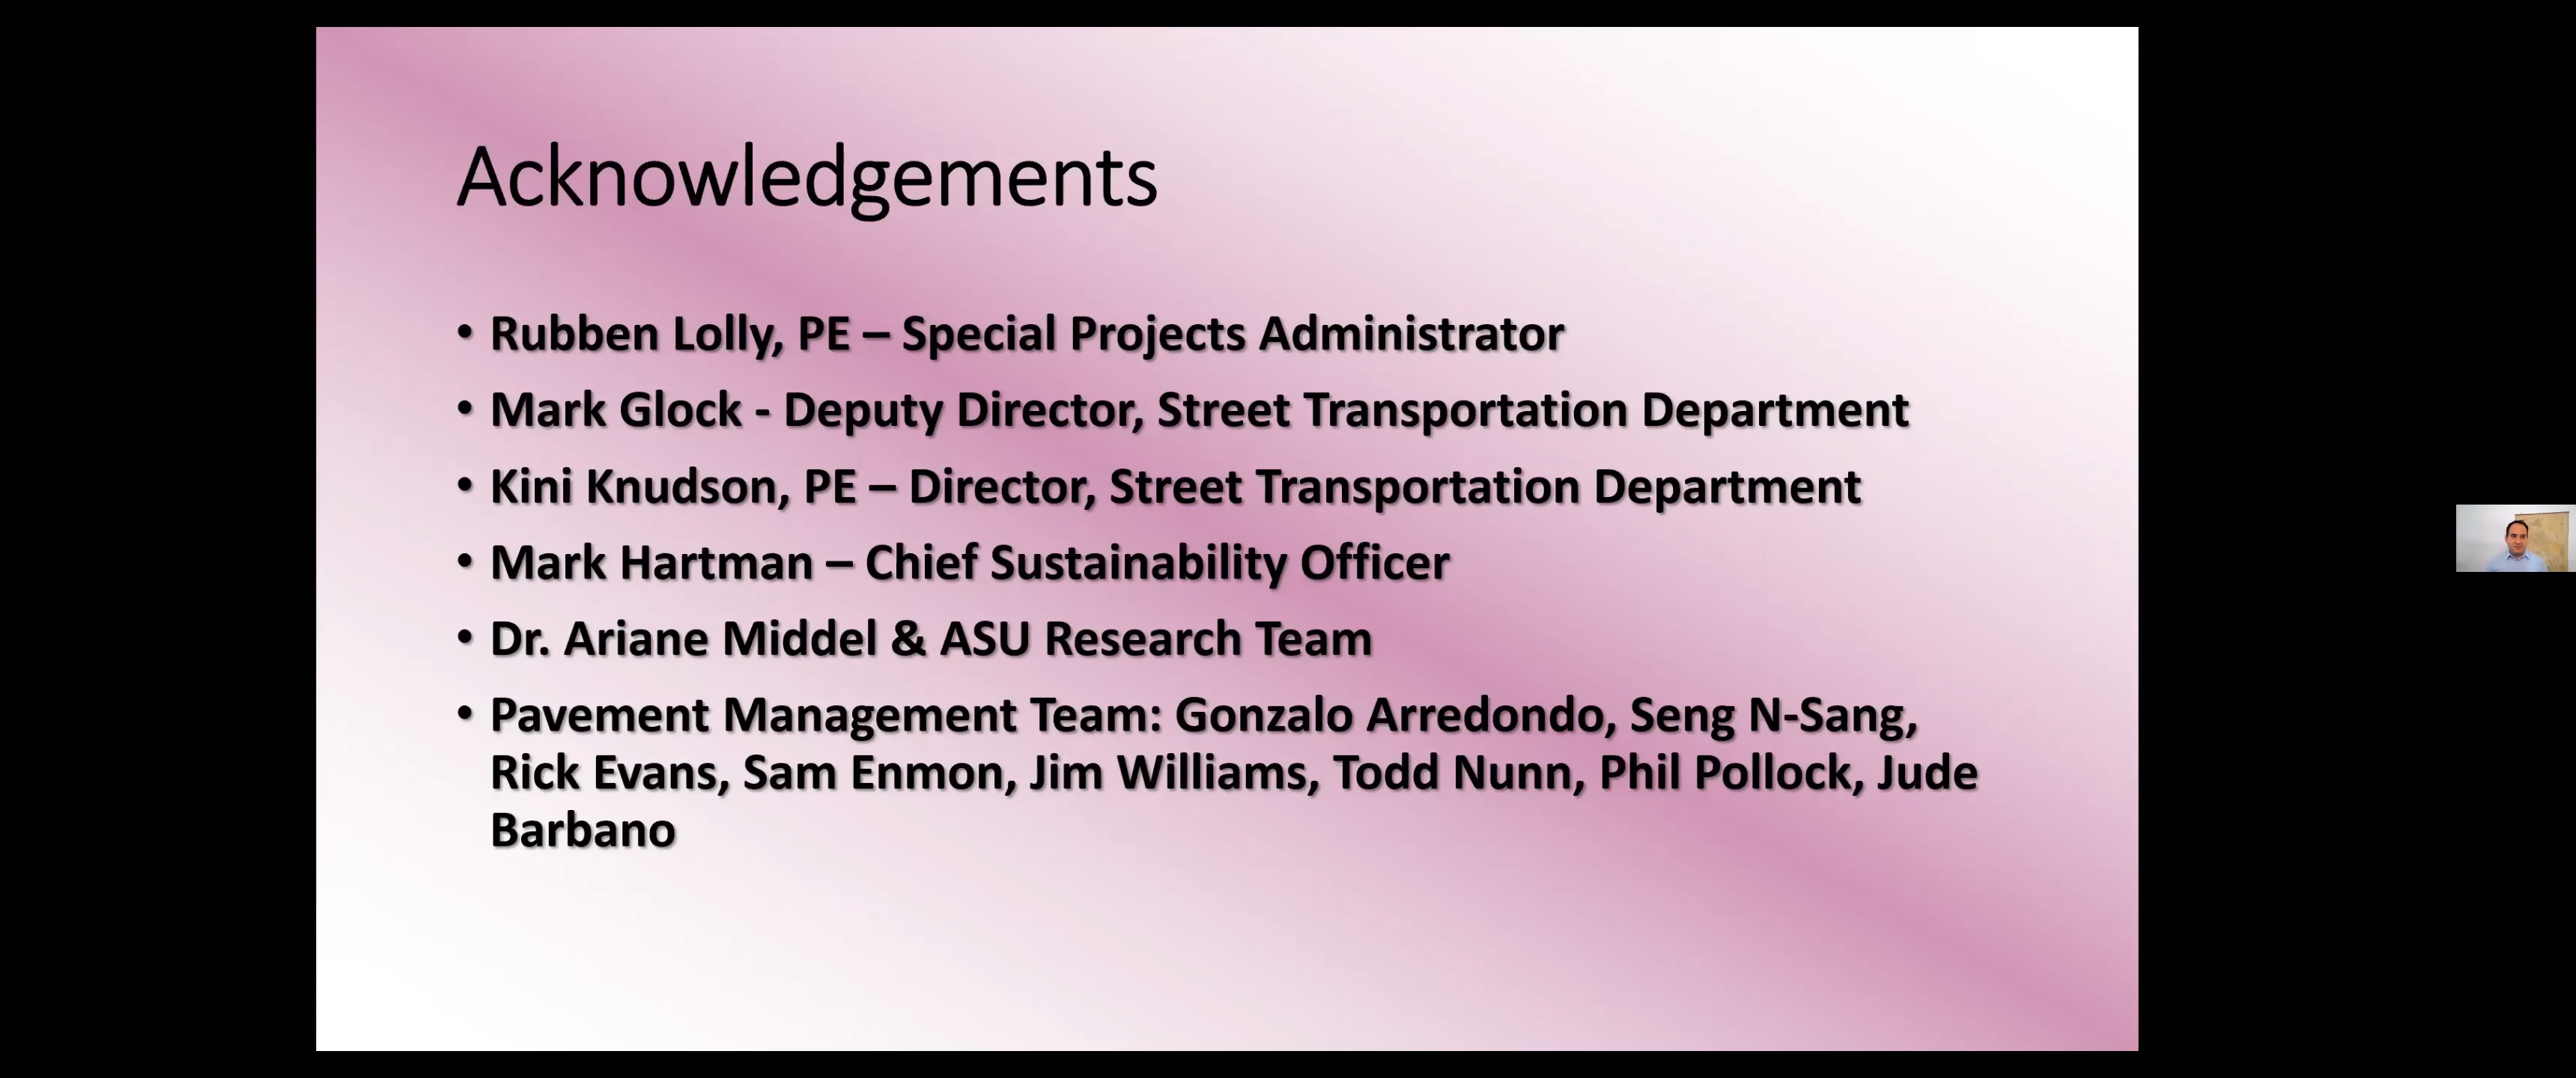 Acknowledgements
• Rubben Lolly, PE – Special Projects Administrator
• Mark Glock - Deputy Director, Street Transportation Department
• Kini Knudson, PE – Director, Street Transportation Department
• Mark Hartman – Chief Sustainability Officer
• Dr. Ariane Middel & ASU Research Team
• Pavement Management Team: Gonzalo Arredondo, Seng N-Sang,
Rick Evans, Sam Enmon, Jim Williams, Todd Nunn, Phil Pollock, Jude
Barbano